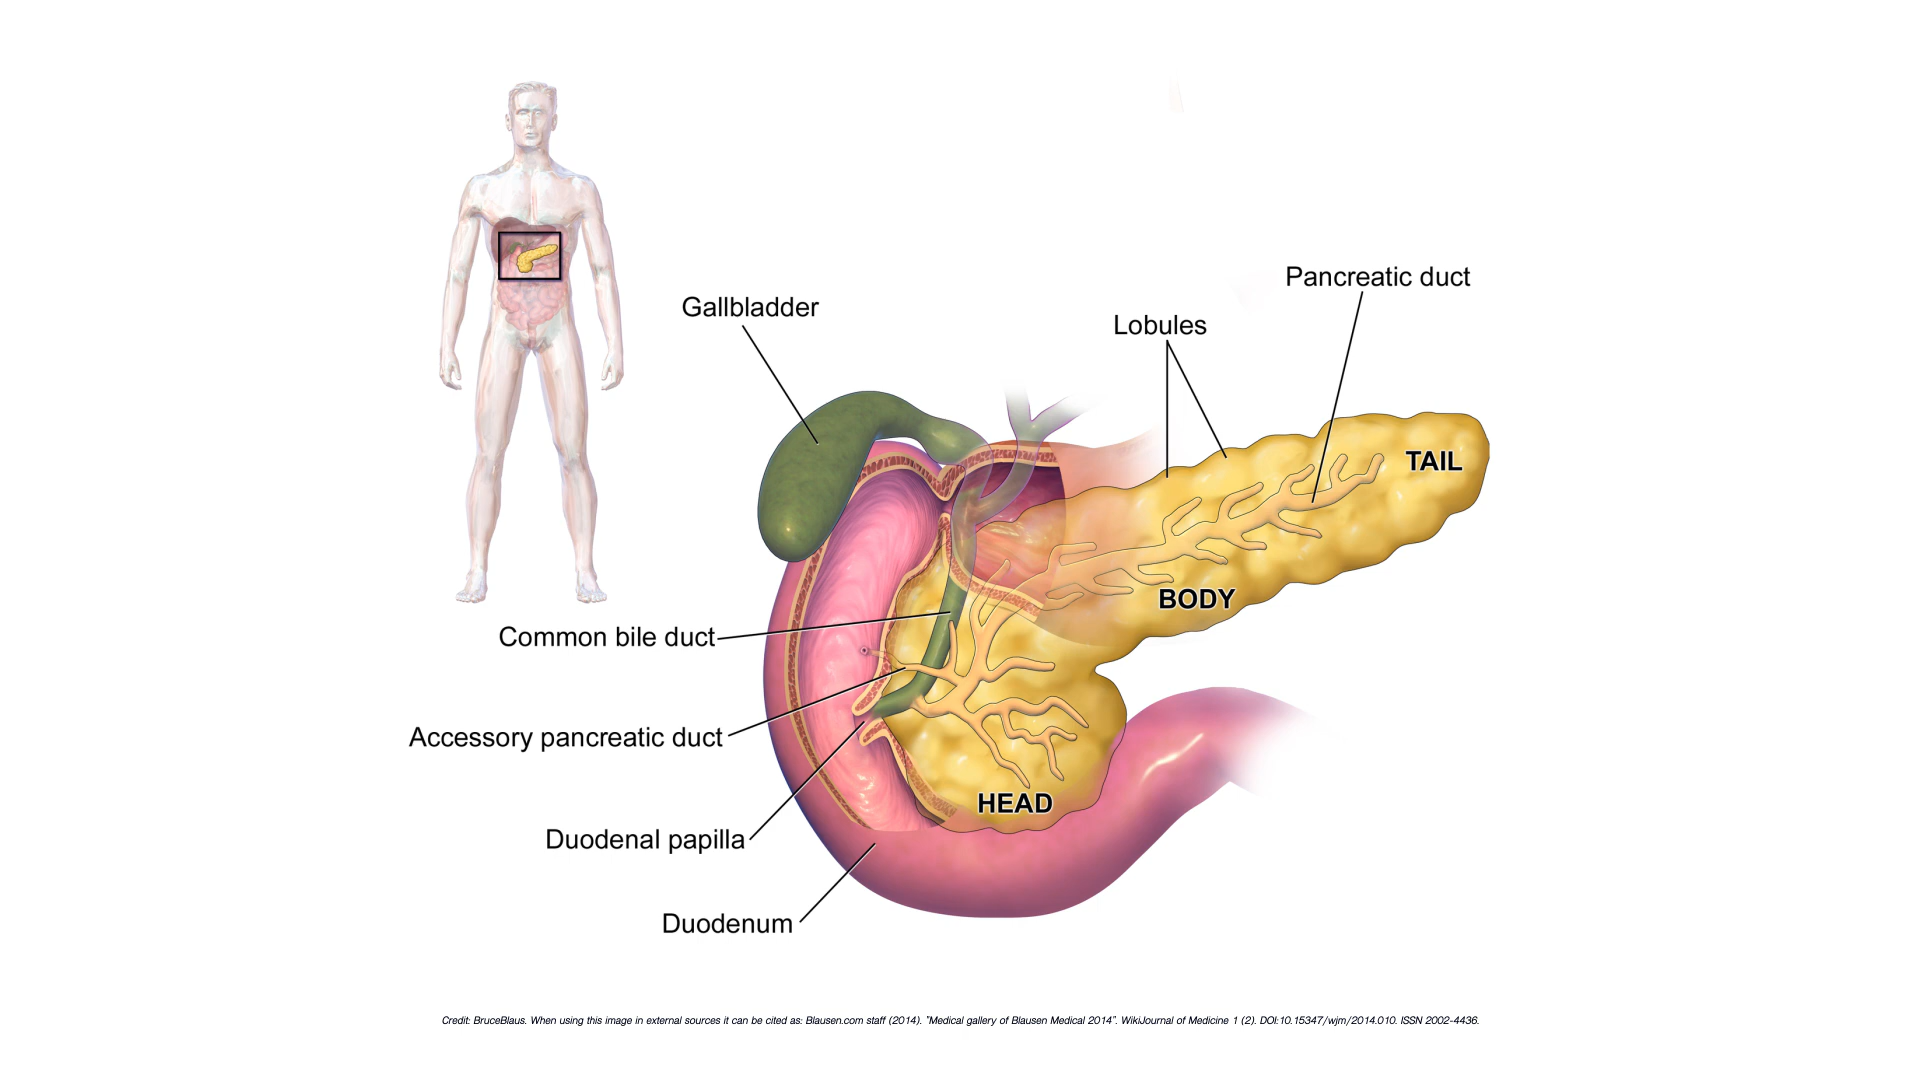 Pancreatic duct
Gallbladder
Lobules
TAIL
BODY
Common bile duct
Accessory pancreatic duct
HEAD
Duodenal papilla
Duodenum
Credit: BruceBlaus. When using this image in external sources it can be cited as: Blausen.com staff (2014). "Medical gallery of Blausen Medical 2014". WikiJournal of Medicine 1 (2). DOI:10.15347/wjm/2014.010. ISSN 2002-4436.